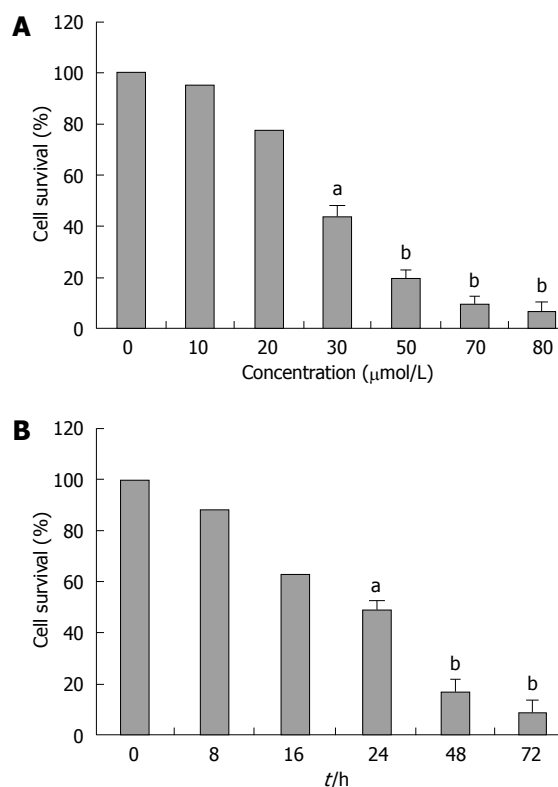 A
120
100
80
60
40
20
0
Cell survival (%)
a
b
b
b
0 10 20 30 50 70 80
Concentration (μmol/L)
B
120
100
80
60
40
20
0
Cell survival (%)
a
b
b
0 8 16 24 48 72
t/h